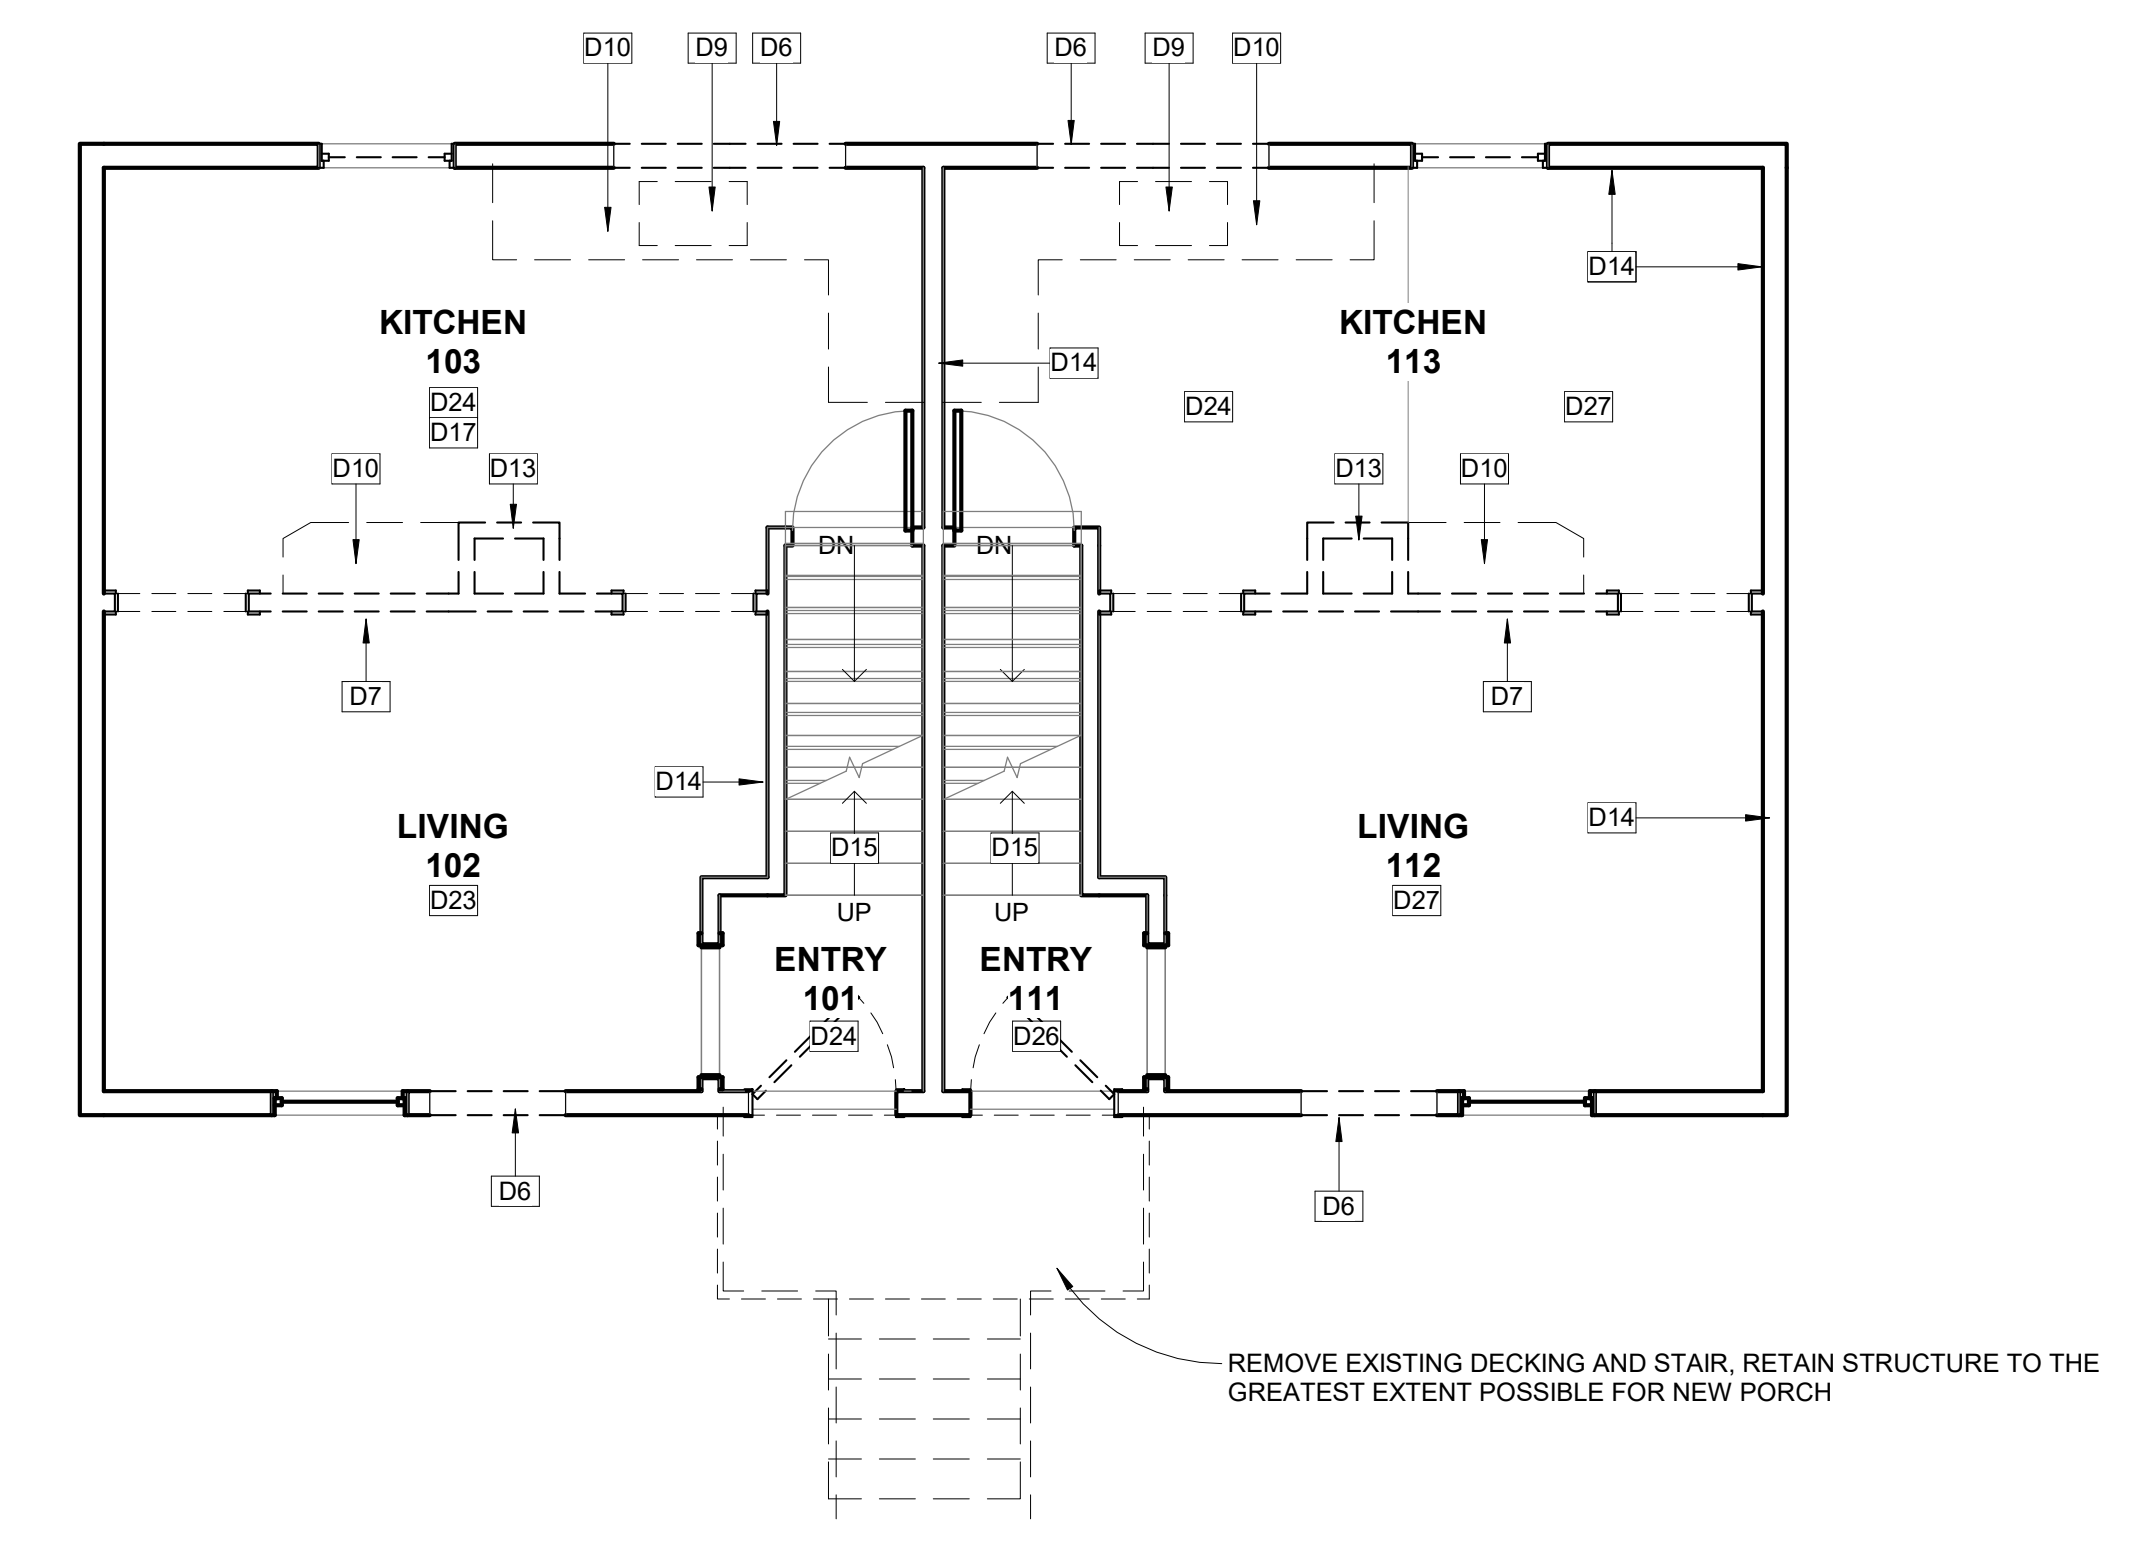 D10
D9
D6
D6
D9
D10
D14
KITCHEN
103
KITCHEN
113
D14
D24
D17
D24
D27
D10
D13
D13
D10
DN
DN
D7
D7
D14
LIVING
102
D23
D15
D15
LIVING
112
D27
D14
UP
UP
ENTRY
101
D24
ENTRY
111
D26
D6
D6
REMOVE EXISTING DECKING AND STAIR, RETAIN STRUCTURE TO THE
GREATEST EXTENT POSSIBLE FOR NEW PORCH